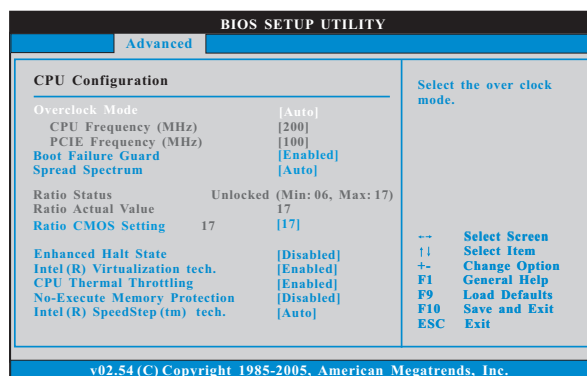 BIOS SETUP UTILITY
Advanced
CPU Configuration
Overclock Mode [Auto]
CPU Frequency (MHz) [200]
PCIE Frequency (MHz) [100]
Boot Failure Guard [Enabled]
Spread Spectrum [Auto]
Ratio Status Unlocked (Min: 06, Max: 17)
Ratio Actual Value 17
Ratio CMOS Setting 17 [17]
Enhanced Halt State [Disabled]
Intel (R) Virtualization tech. [Enabled]
CPU Thermal Throttling [Enabled]
No-Execute Memory Protection [Disabled]
Intel (R) SpeedStep (tm) tech. [Auto]
Select the over clock
mode.
←→ Select Screen
↑↓ Select Item
+- Change Option
F1 General Help
F9 Load Defaults
F10 Save and Exit
ESC Exit
v02.54 (C) Copyright 1985-2005, American Megatrends, Inc.